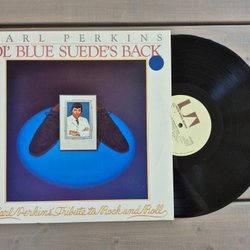 CARL PERKINS
OL' BLUE SUEDE'S BACK
Carl Perkins' Tribute to Rock and Roll